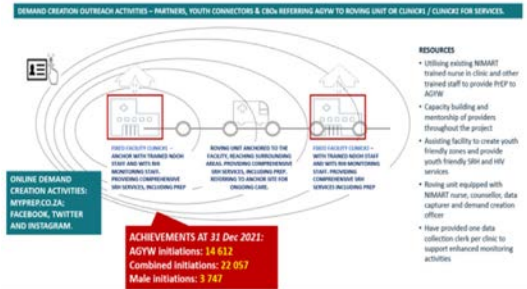 DEMAND CREATION OUTREACH ACTIVITIES – PARTNERS, YOUTH CONNECTORS & CBOs REFERRING AGYW TO ROVING UNIT OR CLINIC#1 / CLINIC#2 FOR SERVICES.
FIXED FACILITY CLINIC#1 –
ANCHOR WITH TRAINED NDOH
STAFF AND WITS RHI
MONITORING STAFF.
PROVIDING COMPREHENSIVE
SRH SERVICES, INCLUDING PREP
ROVING UNIT ANCHORED TO THE
FACILITY, REACHING SURROUNDING
AREAS. PROVIDING COMPREHENSIVE
SRH SERVICES, INCLUDING PREP.
REFERRING TO ANCHOR SITE FOR
ONGOING CARE.
FIXED FACILITY CLINIC#2
WITH TRAINED NDOH STAFF
AND WITS RHI MONITORING
STAFF. PROVIDING
COMPREHENSIVE SRH
SERVICES INCLUDING PREP
ONLINE DEMAND
CREATION ACTIVITIES:
MYPREP.CO.ZA;
FACEBOOK, TWITTER
AND INSTAGRAM.
ACHIEVEMENTS AT 31 Dec 2021:
AGYW initiations: 14 612
Combined initiations: 22 057
Male initiations: 3 747
RESOURCES
• Utilising existing NIMART
trained nurse in clinic and other
trained staff to provide PrEP to
AGYW
• Capacity building and
mentorship of providers
throughout the project
• Assisting facility to create youth
friendly zones and provide
youth friendly SRH and HIV
services
• Roving unit equipped with
NIMART nurse, counsellor, data
capturer and demand creation
officer
• Have provided one data
collection clerk per clinic to
support enhanced monitoring
activities